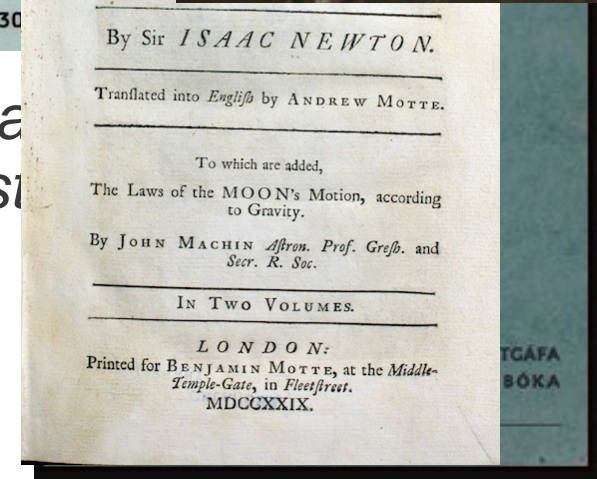 30
a
st
By Sir ISAAC NEWTON.
Tranſlated into Engliſh by ANDREW MOTTE.
To which are added,
The Laws of the MOON's Motion, according
to Gravity.
By JOHN MACHIN Aſtron. Prof. Greſh. and
Secr. R. Soc.
IN TWO VOLUMES.
LONDON:
Printed for BENJAMIN MOTTE, at the Middle-
Temple-Gate, in Fleetſtreet.
MDCCXXIX.
TGÁFA
BÓKA